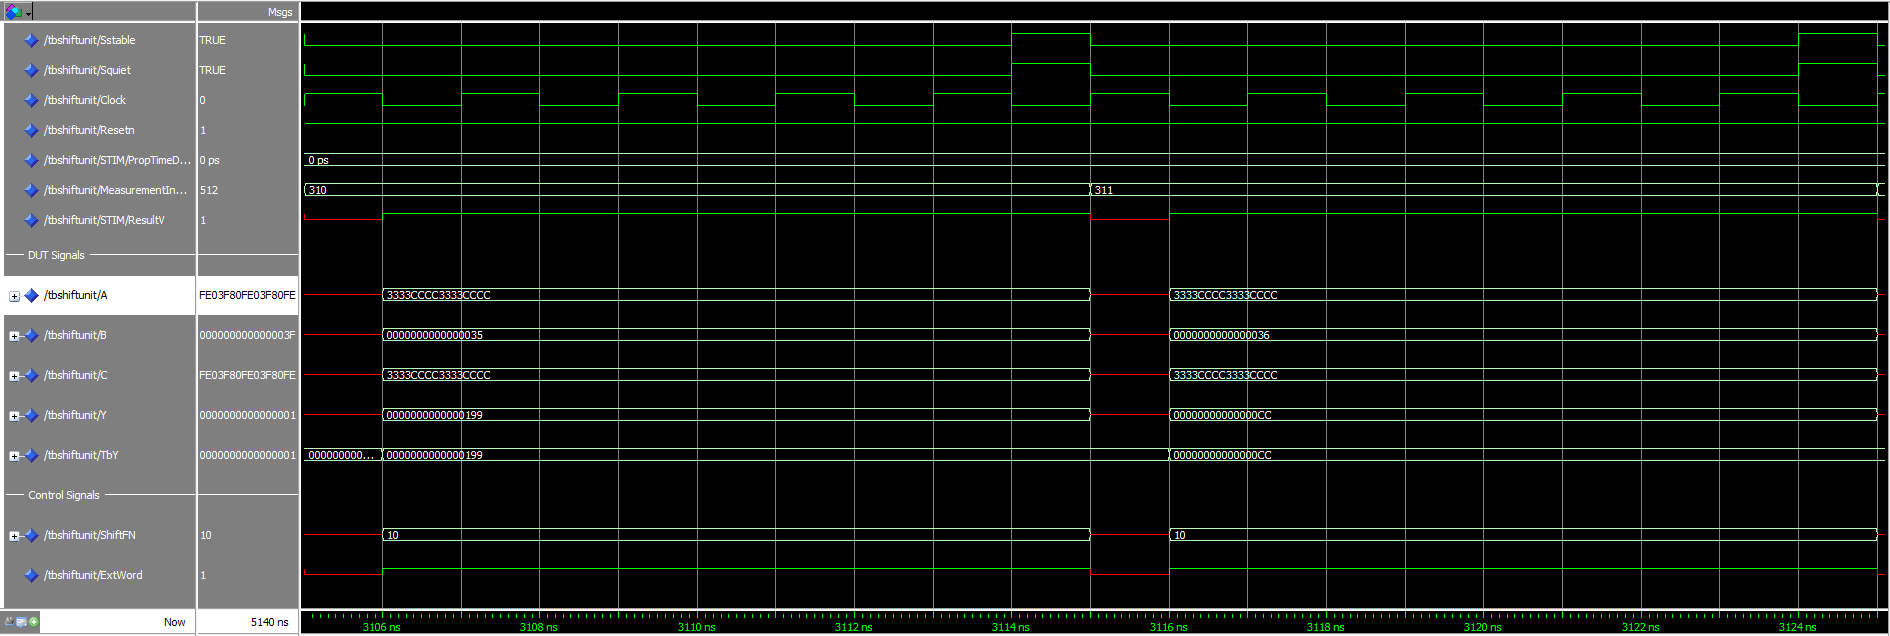 Msgs
/tbshiftunit/Sstable TRUE
/tbshiftunit/Squiet TRUE
/tbshiftunit/Clock 0
/tbshiftunit/Resetn 1
/tbshiftunit/STIM/PropTimeD... 0 ps 0 ps
/tbshiftunit/MeasurementIn... 512 310 311
/tbshiftunit/STIM/ResultV 1
DUT Signals
/tbshiftunit/A FE03F80FE03F80FE 3333CCCC3333CCCC 3333CCCC3333CCCC
/tbshiftunit/B 000000000000003F 0000000000000035 0000000000000036
/tbshiftunit/C FE03F80FE03F80FE 3333CCCC3333CCCC 3333CCCC3333CCCC
/tbshiftunit/Y 0000000000000001 0000000000000199 00000000000000CC
/tbshiftunit/TbY 0000000000000001 000000000... 0000000000000199 00000000000000CC
Control Signals
/tbshiftunit/ShiftFN 10 10 10
/tbshiftunit/ExtWord 1
Now 5140 ns 3106 ns 3108 ns 3110 ns 3112 ns 3114 ns 3116 ns 3118 ns 3120 ns 3122 ns 3124 ns